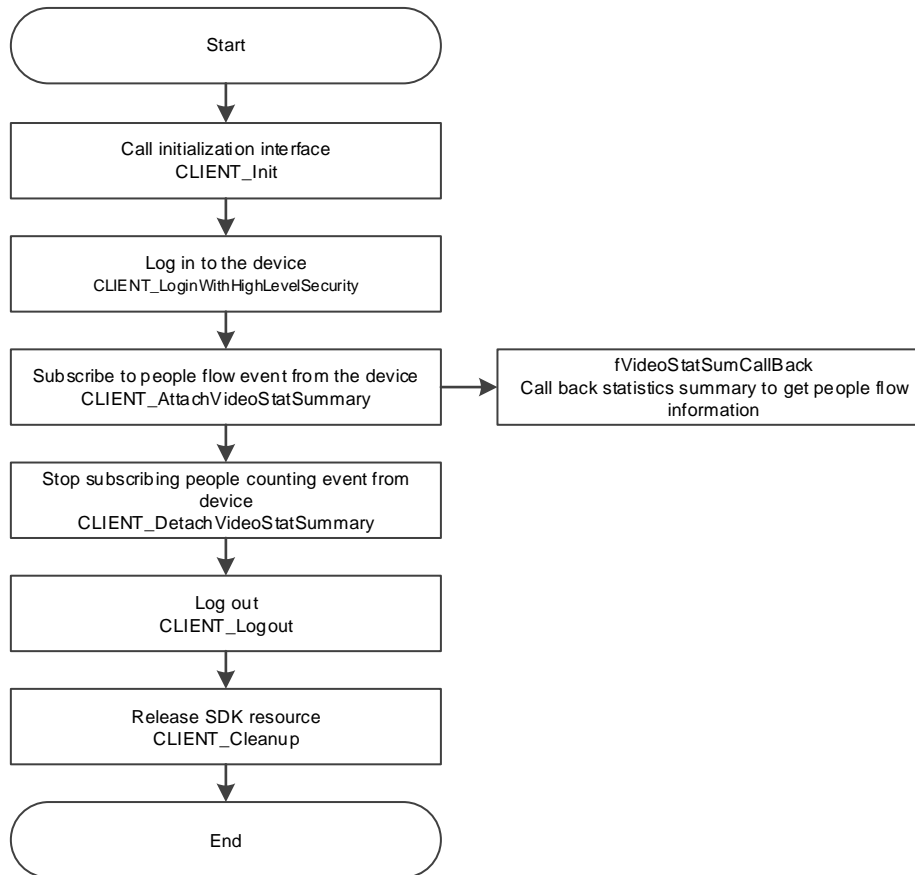 Start
Call initialization interface
CLIENT_Init
Log in to the device
CLIENT_LoginWithHighLevelSecurity
Subscribe to people flow event from the device
CLIENT_AttachVideoStatSummary
fVideoStatSumCallBack
Call back statistics summary to get people flow
information
Stop subscribing people counting event from
device
CLIENT_DetachVideoStatSummary
Log out
CLIENT_Logout
Release SDK resource
CLIENT_Cleanup
End